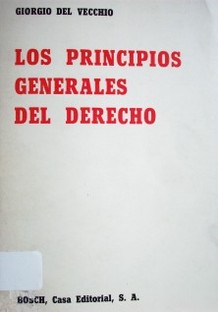 GIORGIO DEL VECCHIO
LOS PRINCIPIOS
GENERALES
DEL DERECHO
BOSCH, Casa Editorial, S. A.